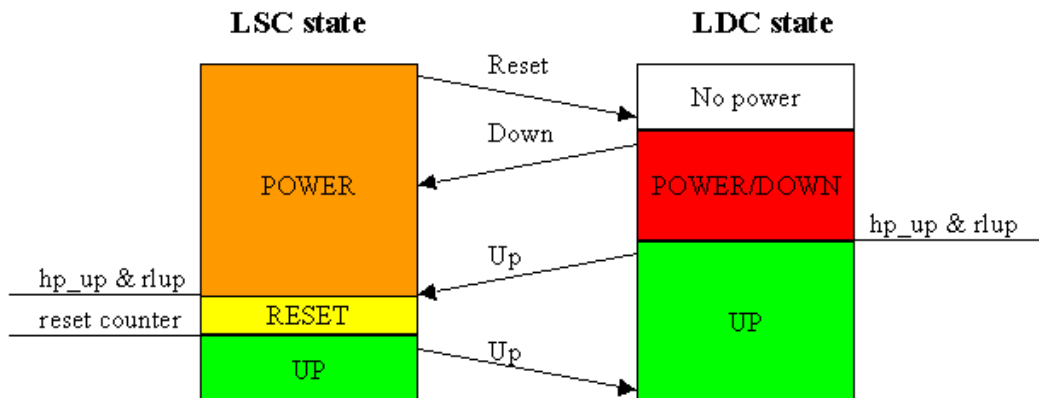 LSC state
LDC state
Reset
No power
Down
POWER
POWER/DOWN
hp_up & rlup
Up
hp_up & rlup
RESET
reset counter
UP
Up
UP